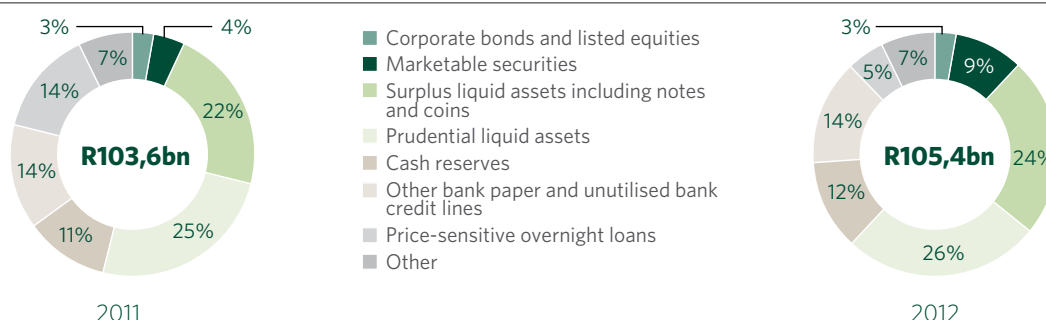 3%
4%
7%
22%
14%
R103,6bn
14%
25%
11%
2011
Corporate bonds and listed equities
Marketable securities
Surplus liquid assets including notes
and coins
Prudential liquid assets
Cash reserves
Other bank paper and unutilised bank
credit lines
Price-sensitive overnight loans
Other
3%
7%
9%
5%
14%
R105,4bn
24%
12%
26%
2012